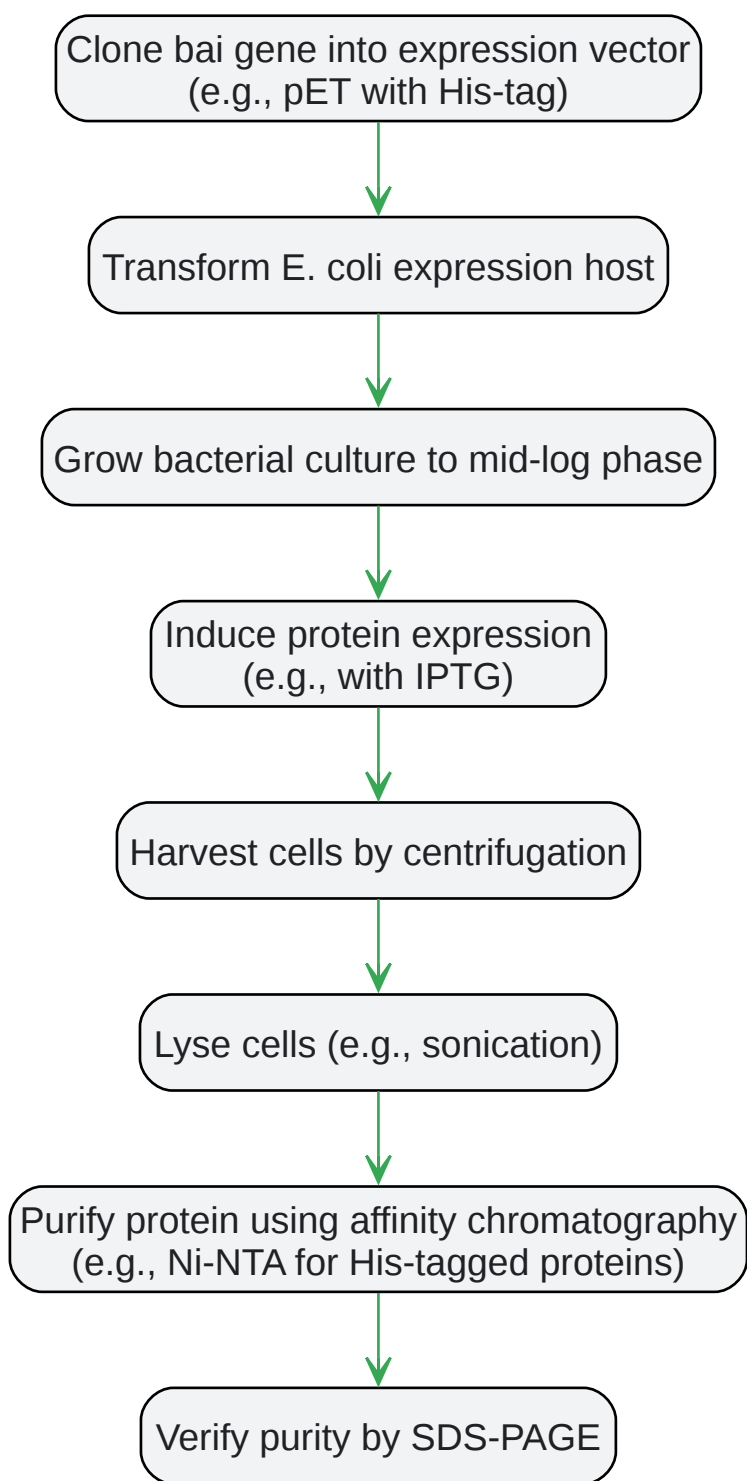 Clone bai gene into expression vector
(e.g., pET with His-tag)
Transform E. coli expression host
Grow bacterial culture to mid-log phase
Induce protein expression
(e.g., with IPTG)
Harvest cells by centrifugation
Lyse cells (e.g., sonication)
Purify protein using affinity chromatography
(e.g., Ni-NTA for His-tagged proteins)
Verify purity by SDS-PAGE